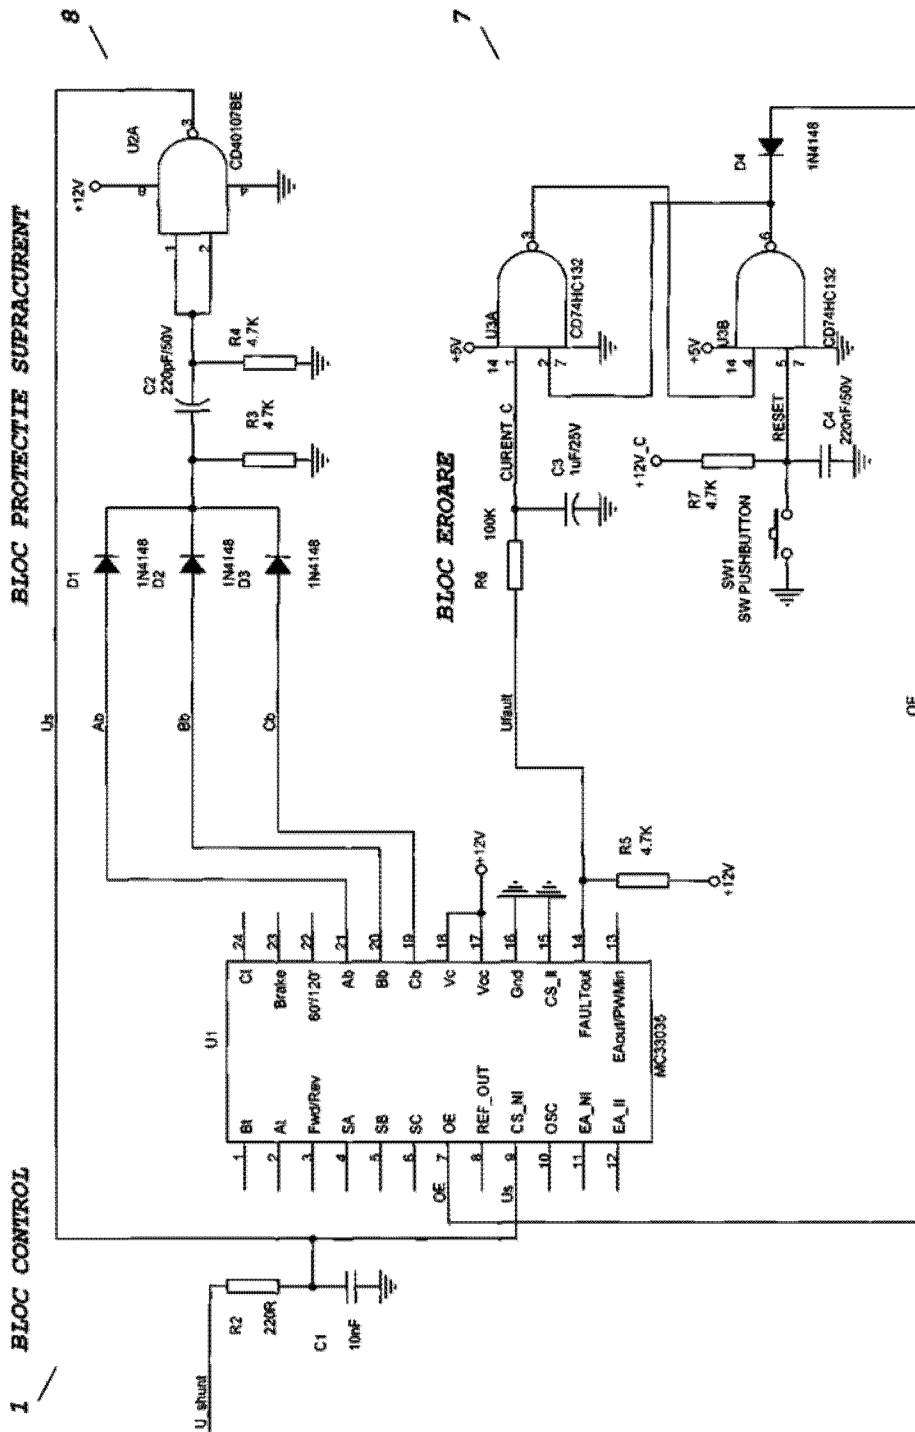 1 BLOC CONTROL
BLOC PROTECTIE SUPRACURENT
8
U_shunt
R2
220R
C1
10nF
Us
Ab
Bb
Cb
D1
1N4148
D2
1N4148
D3
1N4148
R3
47K
C2
220pF/50V
R4
4.7K
+12V
1
2
3
U2A
CD40107BE
U1
MC33035
1
Bt
2
At
3
Fwd/Rev
4
SA
5
SB
6
SC
7
OE
8
REF_OUT
9
CS_NI
10
OSC
11
EA_NI
12
EA_II
OE
Us
24
CI
23
Brake
22
60°/120°
21
Ab
20
Bb
19
Cb
18
Vc
17
Vcc
16
Gnd
15
CS_II
14
FAULTout
13
EAout/PWMin
+12V
R5
4.7K
+12V
BLOC EROARE
7
Ufault
R6
100K
CURENT_C
C3
1uF/25V
+5V
14
1
2
7
3
U3A
CD74HC132
+12V_C
R7
4.7K
RESET
C4
220nF/50V
SW1
SW PUSHBUTTON
+5V
14
4
5
7
6
U3B
CD74HC132
D4
1N4148
OE